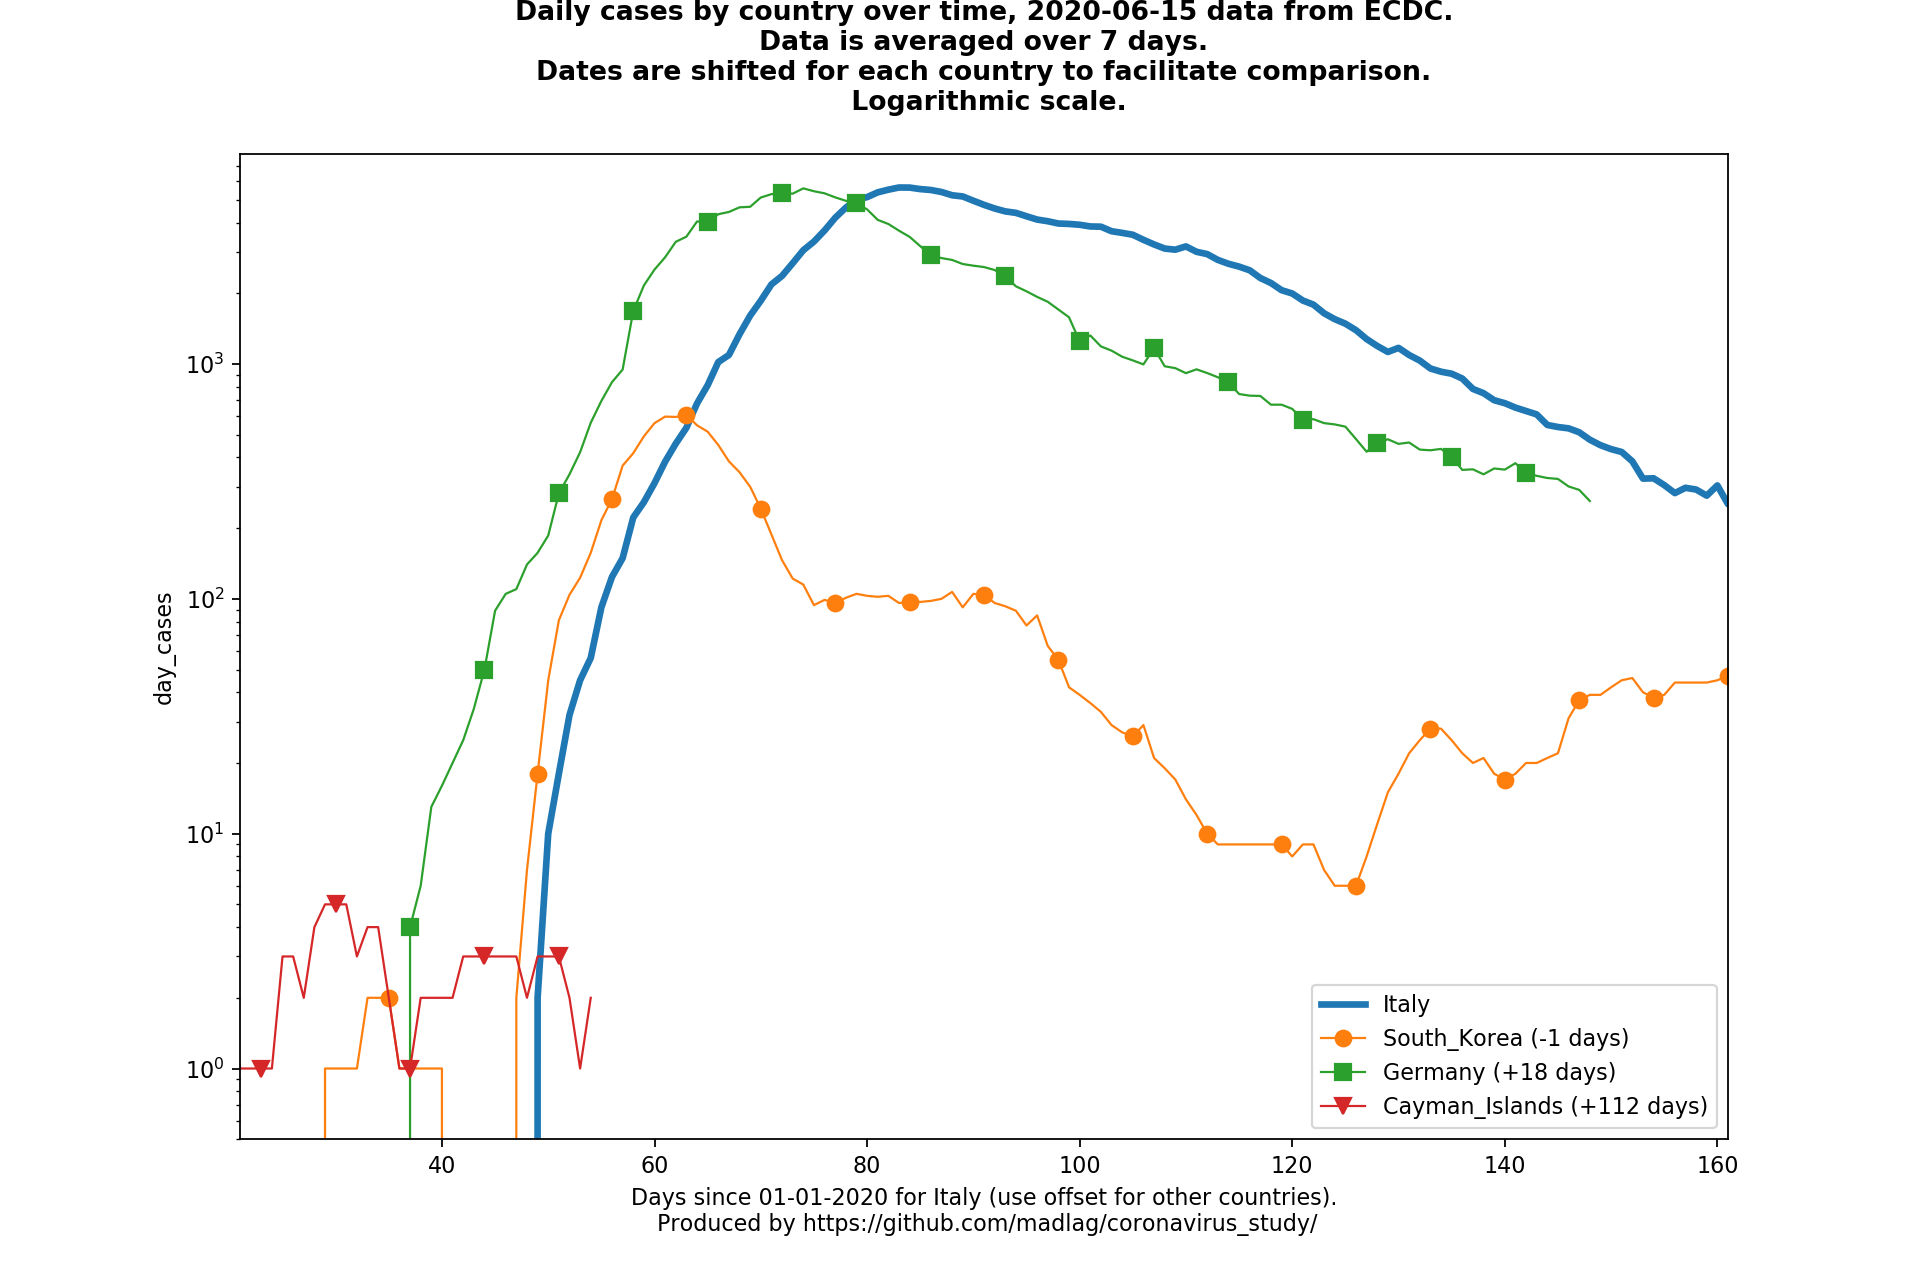 Daily cases by country over time, 2020-06-15 data from ECDC.
Data is averaged over 7 days.
Dates are shifted for each country to facilitate comparison.
Logarithmic scale.
10³
10²
10¹
10⁰
day_cases
Italy
South_Korea (-1 days)
Germany (+18 days)
Cayman_Islands (+112 days)
40 60 80 100 120 140 160
Days since 01-01-2020 for Italy (use offset for other countries).
Produced by https://github.com/madlag/coronavirus_study/